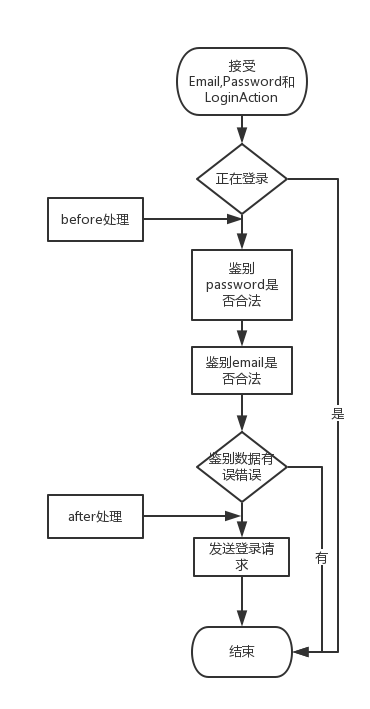 接受
Email,Password和
LoginAction
正在登录
before处理
鉴别
password是
否合法
鉴别email是
否合法
是
鉴别数据有
误错误
after处理
发送登录请
求
有
结束